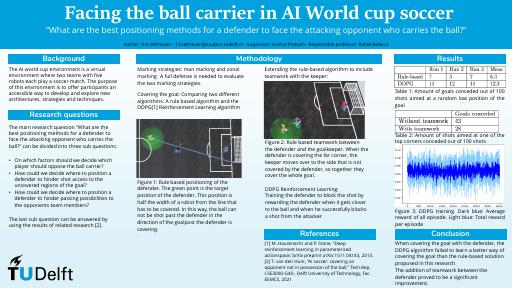 Facing the ball carrier in AI World cup soccer
"What are the best positioning methods for a defender to face the attacking opponent who carries the ball?"
Background
The AI world cup environment is a virtual
environment where two teams with five
robots each play a soccer match. The purpose
of this environment is to offer participants an
accessible way to develop and explore new
architectures, strategies and techniques.
Research questions
The main research question "What are the
best positioning methods for a defender to
face the attacking opponent who carries the
ball?" can be divided into three sub questions:
• On which factors should we decide which
player should oppose the ball carrier?
• How could we decide where to position a
defender to hinder shot access to the
uncovered regions of the goal?
• How could we decide where to position a
defender to hinder passing possibilities to
the opponents team members?
The last sub question can be answered by
using the results of related research [2].
TUDelft
Methodology
Marking strategies: man marking and zonal
marking. A full defense is needed to evaluate
the two marking strategies.
Covering the goal: Comparing two different
algorithms: A rule based algorithm and the
DDPG[1] Reinforcement Learning algorithm
Figure 1: Rule based positioning of the
defender. The green point is the target
position of the defender. This position is
half the width of a robot from the line that
has to be covered. In this way, the ball can
not be shot past the defender in the
direction of the goalpost the defender is
covering.
Extending the rule-based algorithm to include
teamwork with the keeper:
Figure 2: Rule based teamwork between
the defender and the goalkeeper. When the
defender is covering the far corner, the
keeper moves over to the side that is not
covered by the defender, so together they
cover the whole goal.
DDPG Reinforcement Learning:
Training the defender to block the shot by
rewarding the defender when it gets closer
to the ball and when he successfully blocks
a shot from the attacker
References
[1] M. Hausknecht and P. Stone, "Deep
reinforcement learning in parameterized
actionspace,"arXiv preprint arXiv:1511.04143, 2015.
[2] T. van den Hurk, "AI soccer: covering an
opponent not in possession of the ball," Tech.Rep.
CSE3000-G49-, Delft University of Technology, Fac.
EEMCS, 2021
Results
Run 1 Run 2 Run 3 Mean
Rule-based 7 5 7 6,3
DDPG 11 14 12 12,3
Table 1: Amount of goals conceded out of 100
shots aimed at a random low position of the
goal
Goals conceded
Without teamwork 43
With teamwork 28
Table 2: Amount of shots aimed at one of the
top corners conceded out of 100 shots
Figure 3: DDPG training. Dark blue: Average
reward of all episode. Light blue: Total reward
per episode
Conclusion
When covering the goal with the defender, the
DDPG algorithm failed to learn a better way of
covering the goal than the rule-based solution
proposed in this research
The addition of teamwork between the
defender proved to be a significant
improvement.